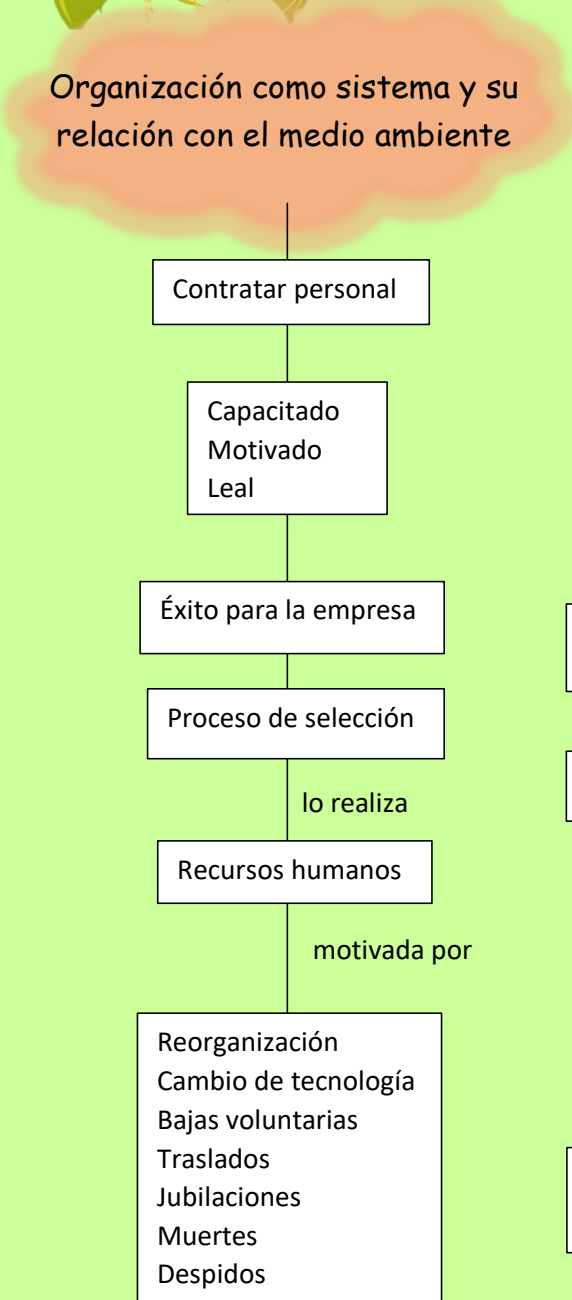 Organización como sistema y su
relación con el medio ambiente
Contratar personal
Capacitado
Motivado
Leal
Éxito para la empresa
Proceso de selección
lo realiza
Recursos humanos
motivada por
Reorganización
Cambio de tecnología
Bajas voluntarias
Traslados
Jubilaciones
Muertes
Despidos